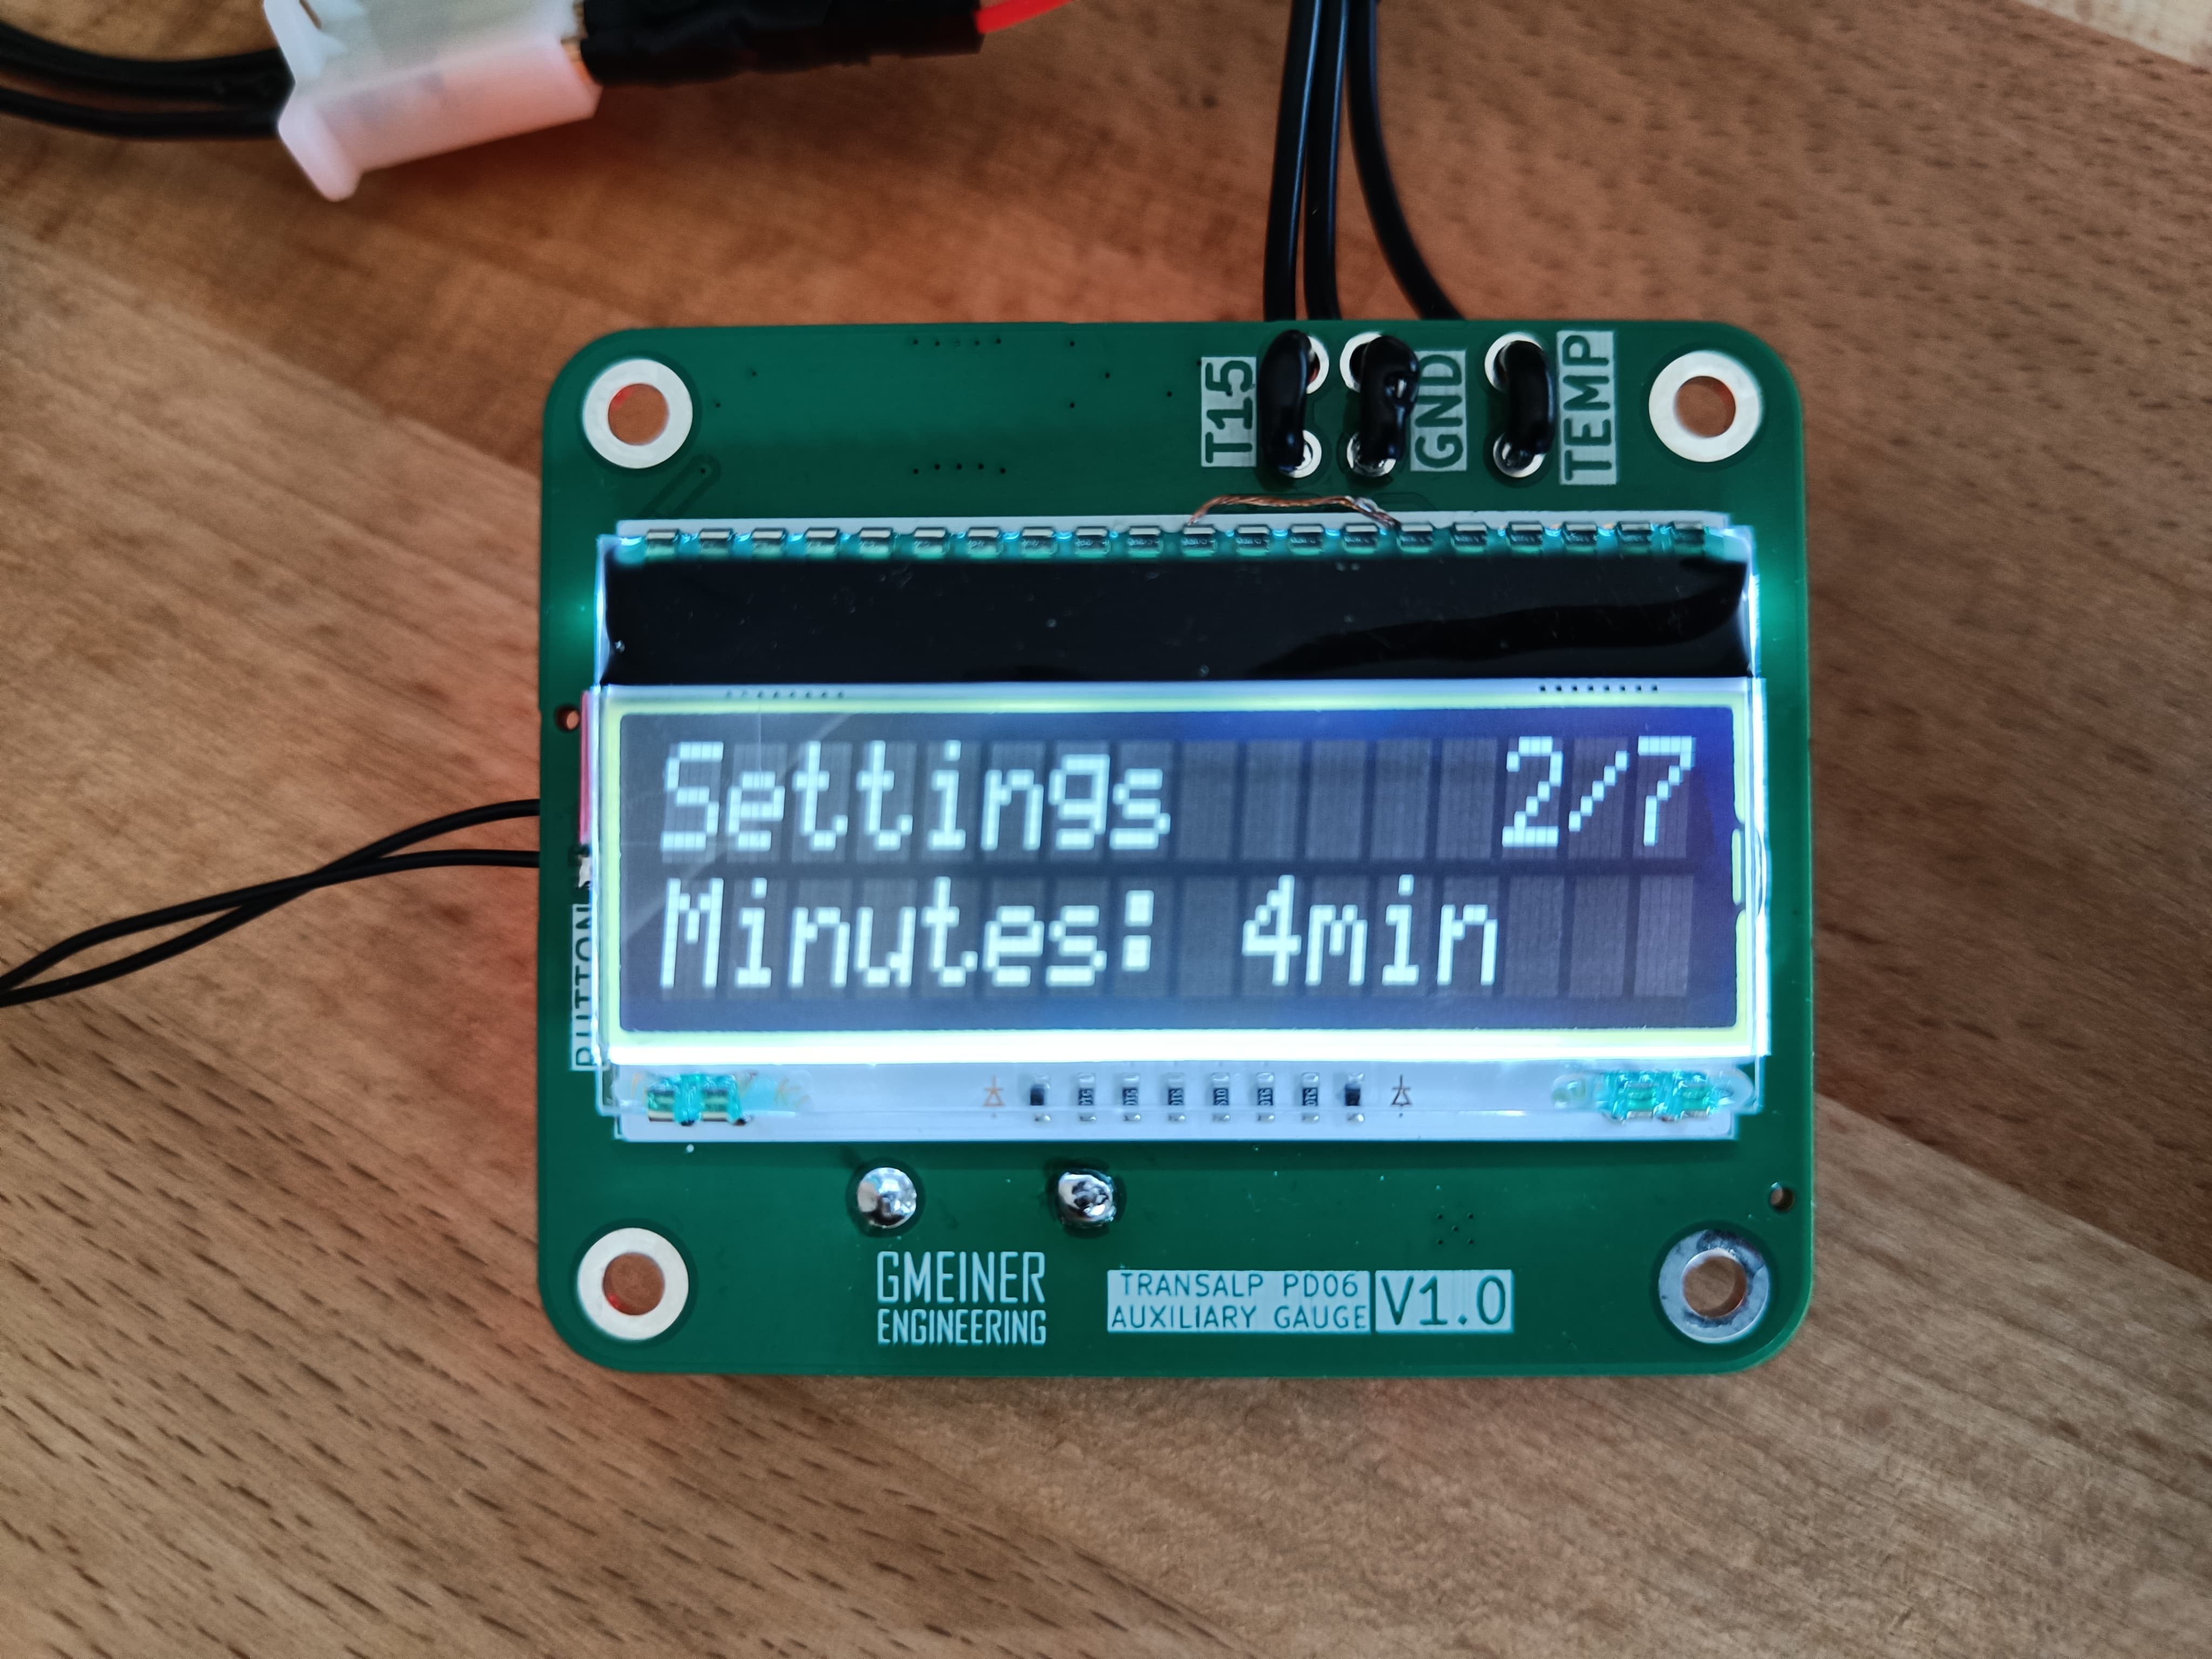 T15
GND
TEMP
Settings 2/7
Minutes: 4min
BUTTON
GMEINER
ENGINEERING
TRANSALP PD06
AUXILIARY GAUGE
V1.0